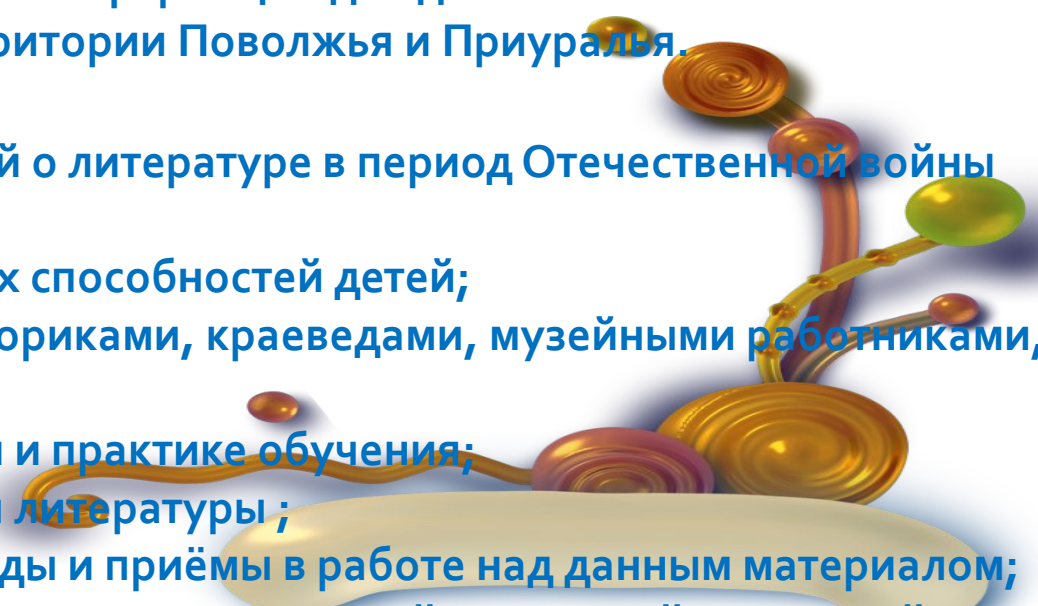 ритории Поволжья и Приуралья.
й о литературе в период Отечественной войны
х способностей детей;
ориками, краеведами, музейными работниками,
и практике обучения;
литературы ;
ды и приёмы в работе над данным материалом;